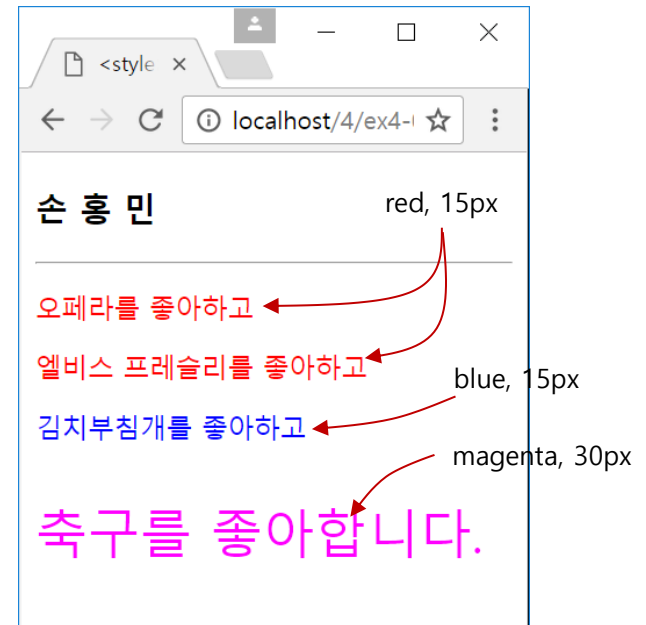 <style
localhost/4/ex4-
손 홍 민
red, 15px
오페라를 좋아하고
엘비스 프레슬리를 좋아하고
blue, 15px
김치부침개를 좋아하고
magenta, 30px
축구를 좋아합니다.